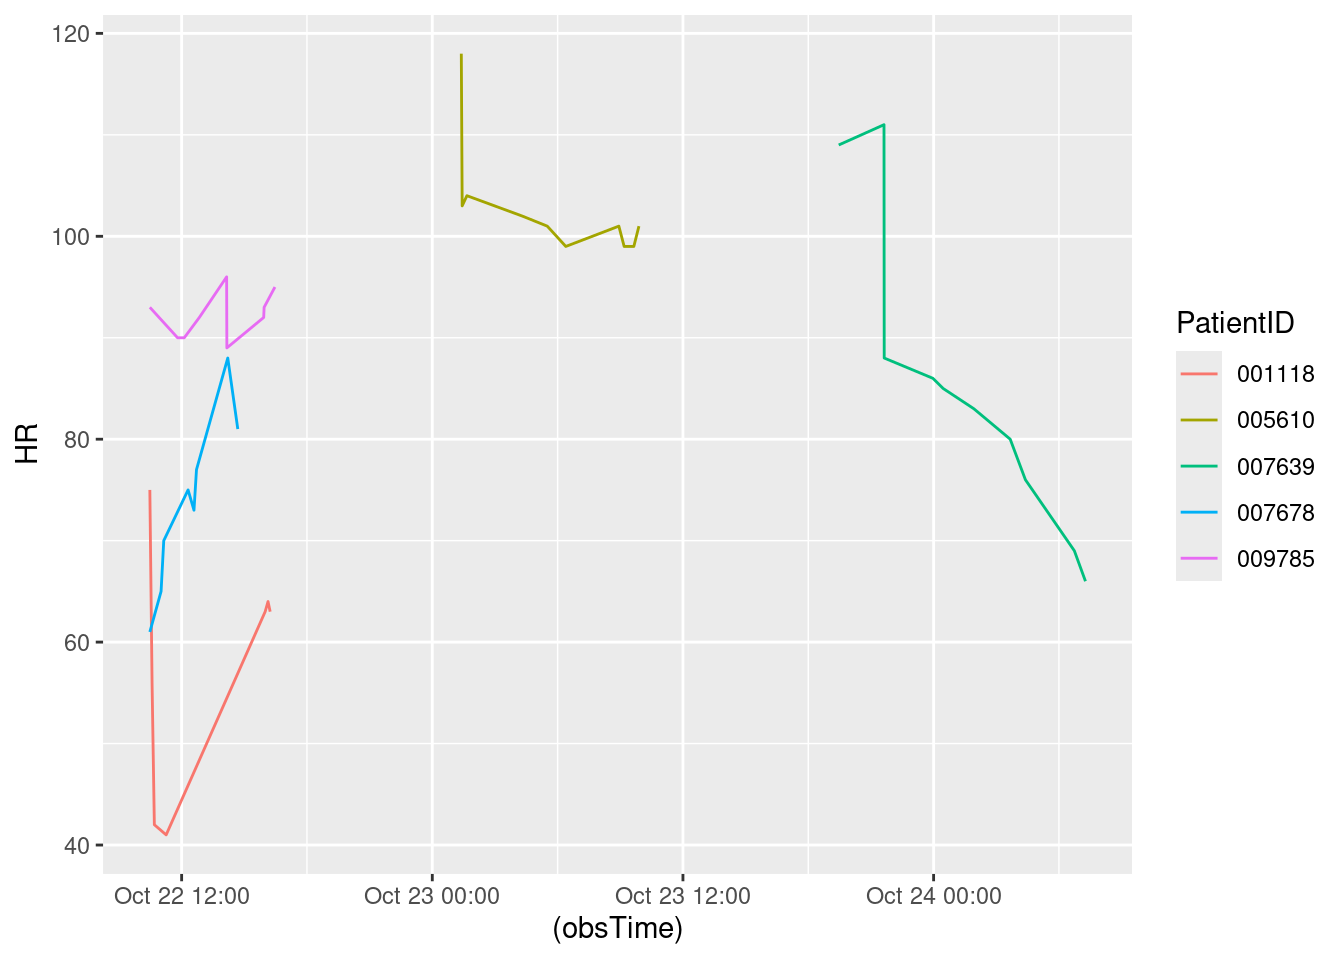 120
100
80
60
40
HR
Oct 22 12:00
Oct 23 00:00
Oct 23 12:00
Oct 24 00:00
(obsTime)
PatientID
001118
005610
007639
007678
009785